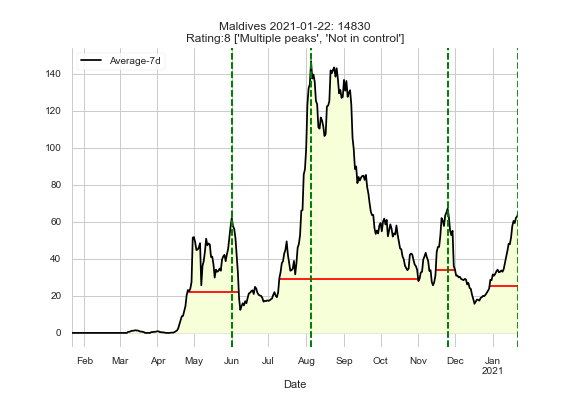 Maldives 2021-01-22: 14830
Rating:8 ['Multiple peaks', 'Not in control']
Average-7d
140
120
100
80
60
40
20
0
Feb Mar Apr May Jun Jul Aug Sep Oct Nov Dec Jan
2021
Date